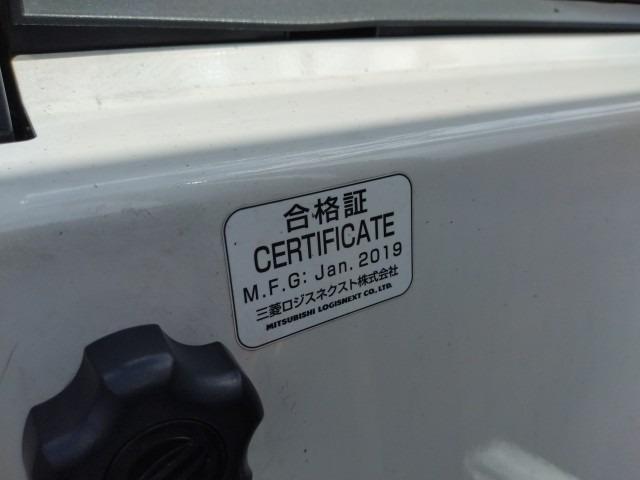 合格証
CERTIFICATE
M.F.G: Jan. 2019
三菱ロジスネクスト株式会社
MITSUBISHI LOGISNEXT CO., LTD.